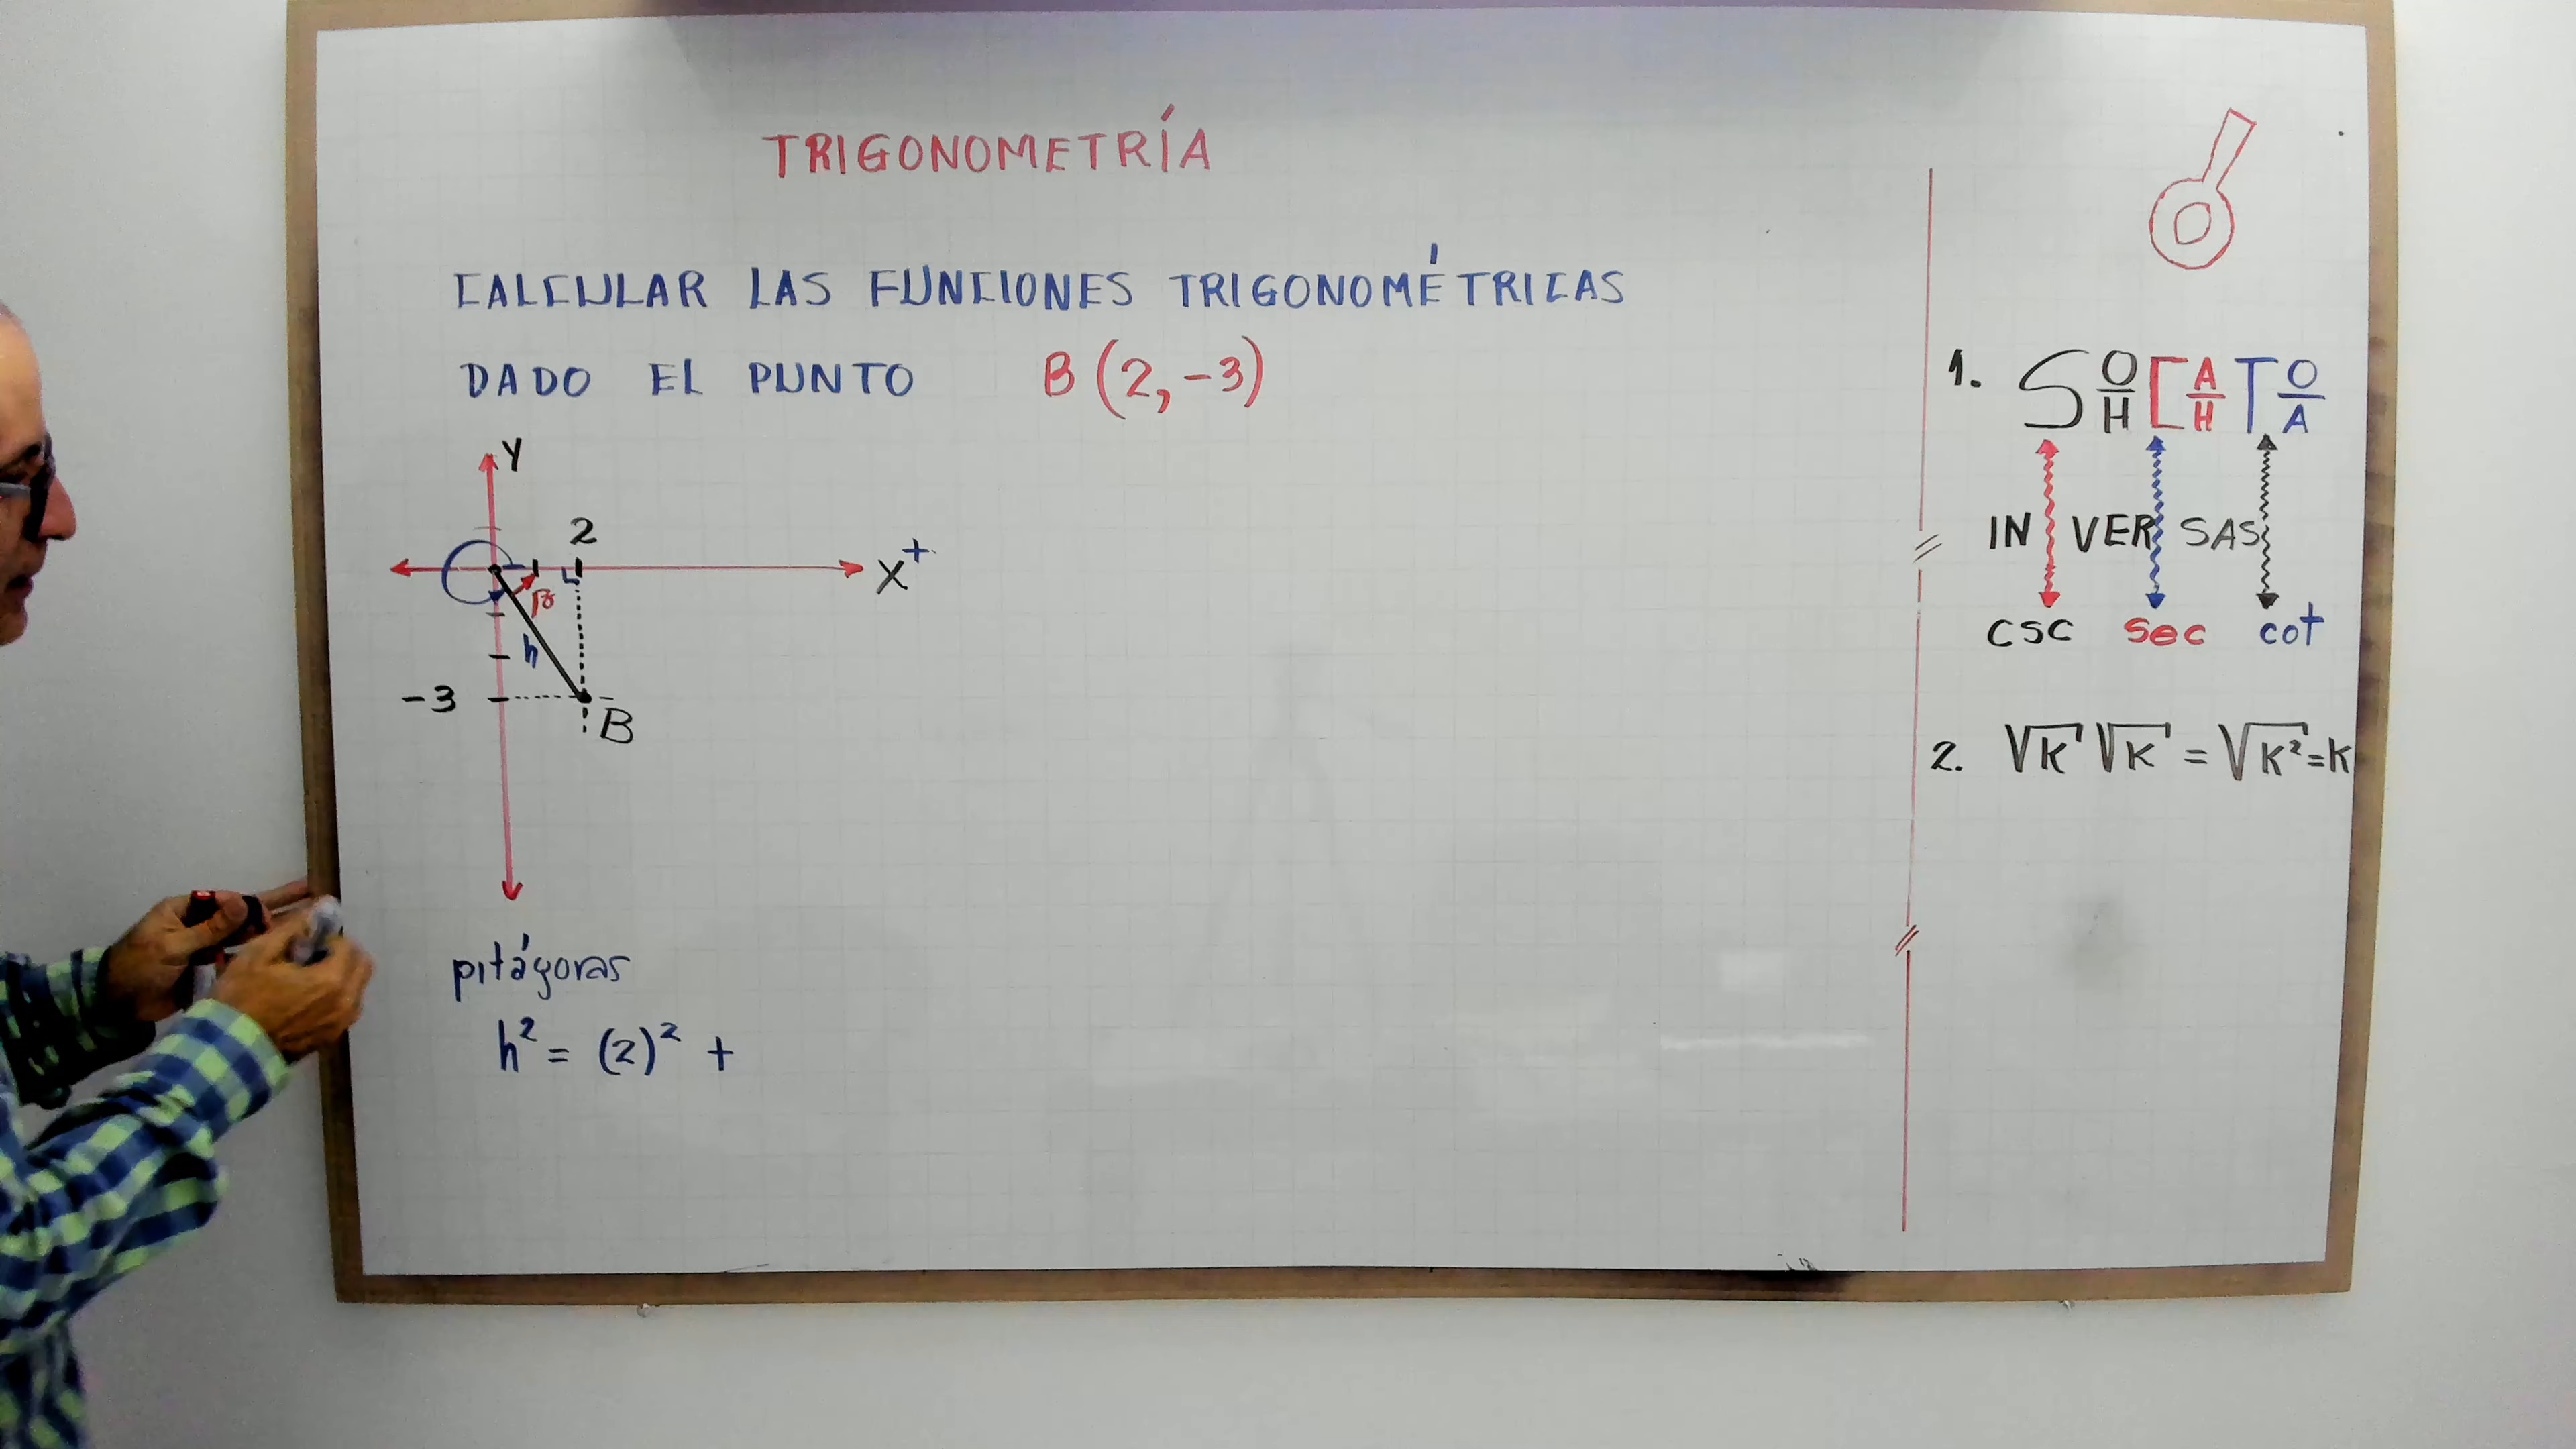 TRIGONOMETRÍA
CALCULAR LAS FUNCIONES TRIGONOMÉTRICAS
DADO EL PUNTO B (2, -3)
Y
2
X +
β
h
-3
B
pitágoras
h² = (2)² +
1. S O/H C A/H T O/A
IN VER SAS
csc sec cot
2. √K √K = √K² = K